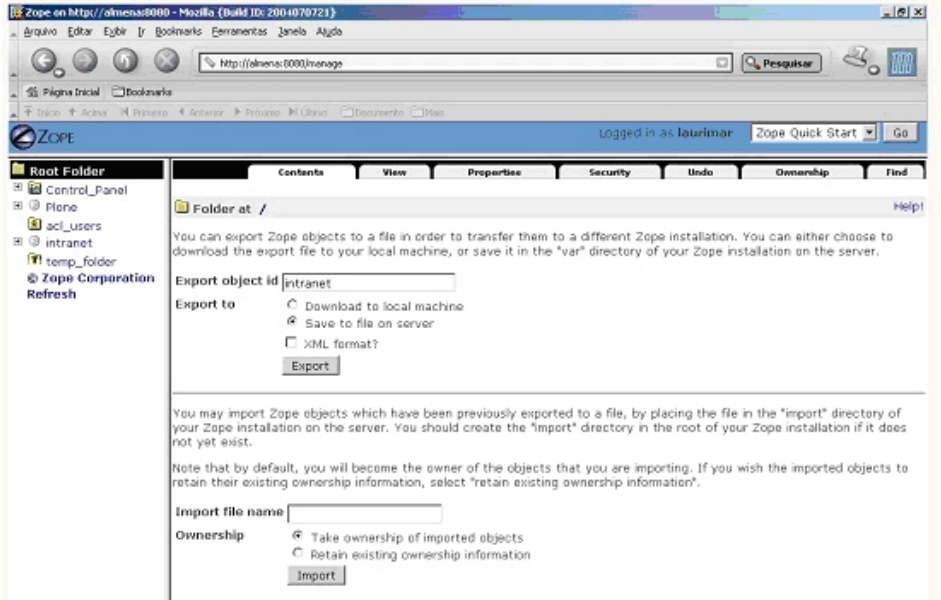 Zope on http://almena:8080 - Mozilla {Build ID: 2004070721}
Arquivo Editar Exibir Ir Bookmarks Ferramentas Janela Ajuda
http://almena:8080/manage
Pesquisar
Página Inicial Bookmarks
Início Acima Primeiro Anterior Próximo Último Documento Mais
ZOPE
Logged in as laurimar
Zope Quick Start
Go
Root Folder
Control_Panel
Plone
acl_users
intranet
temp_folder
© Zope Corporation
Refresh
Contents View Properties Security Undo Ownership Find
Folder at /
Help!
You can export Zope objects to a file in order to transfer them to a different Zope installation. You can either choose to
download the export file to your local machine, or save it in the "var" directory of your Zope installation on the server.
Export object id intranet
Export to
Download to local machine
Save to file on server
XML format?
Export
You may import Zope objects which have been previously exported to a file, by placing the file in the "import" directory of
your Zope installation on the server. You should create the "import" directory in the root of your Zope installation if it does
not yet exist.
Note that by default, you will become the owner of the objects that you are importing. If you wish the imported objects to
retain their existing ownership information, select "retain existing ownership information".
Import file name
Ownership
Take ownership of imported objects
Retain existing ownership information
Import